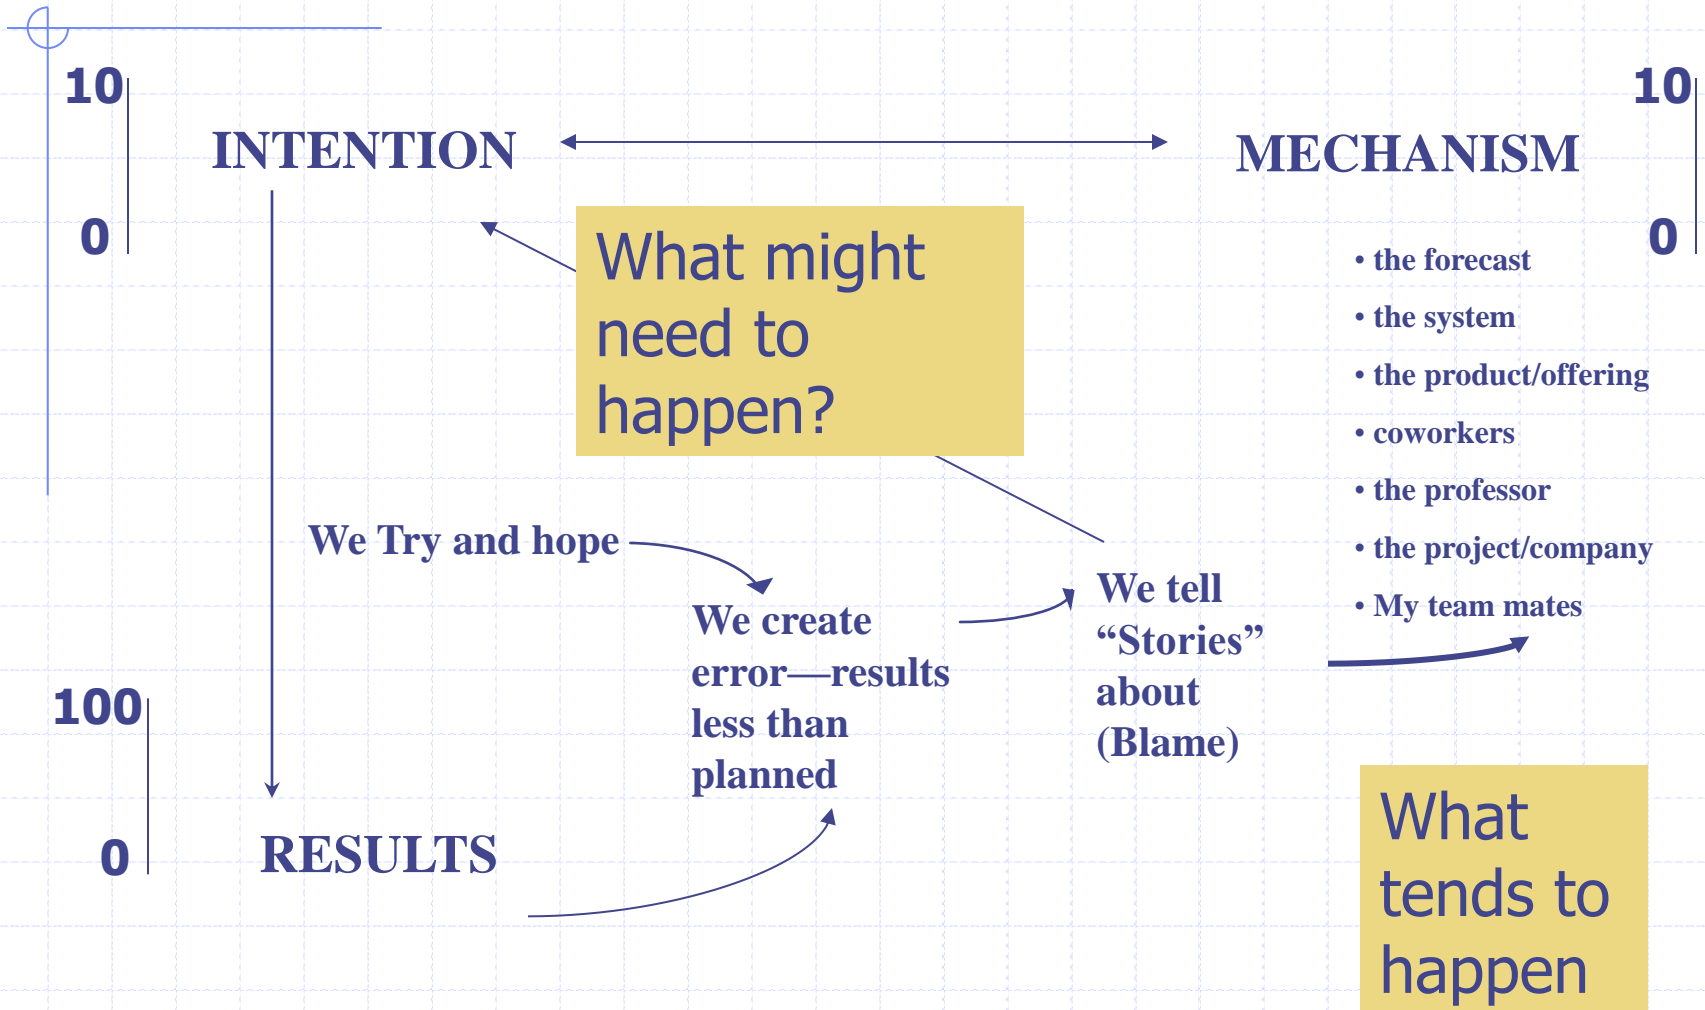 10
INTENTION
0
MECHANISM
10
0
What might
need to
happen?
• the forecast
• the system
• the product/offering
• coworkers
• the professor
• the project/company
• My team mates
We Try and hope
We create
error—results
less than
planned
We tell
“Stories”
about
(Blame)
100
0
RESULTS
What
tends to
happen